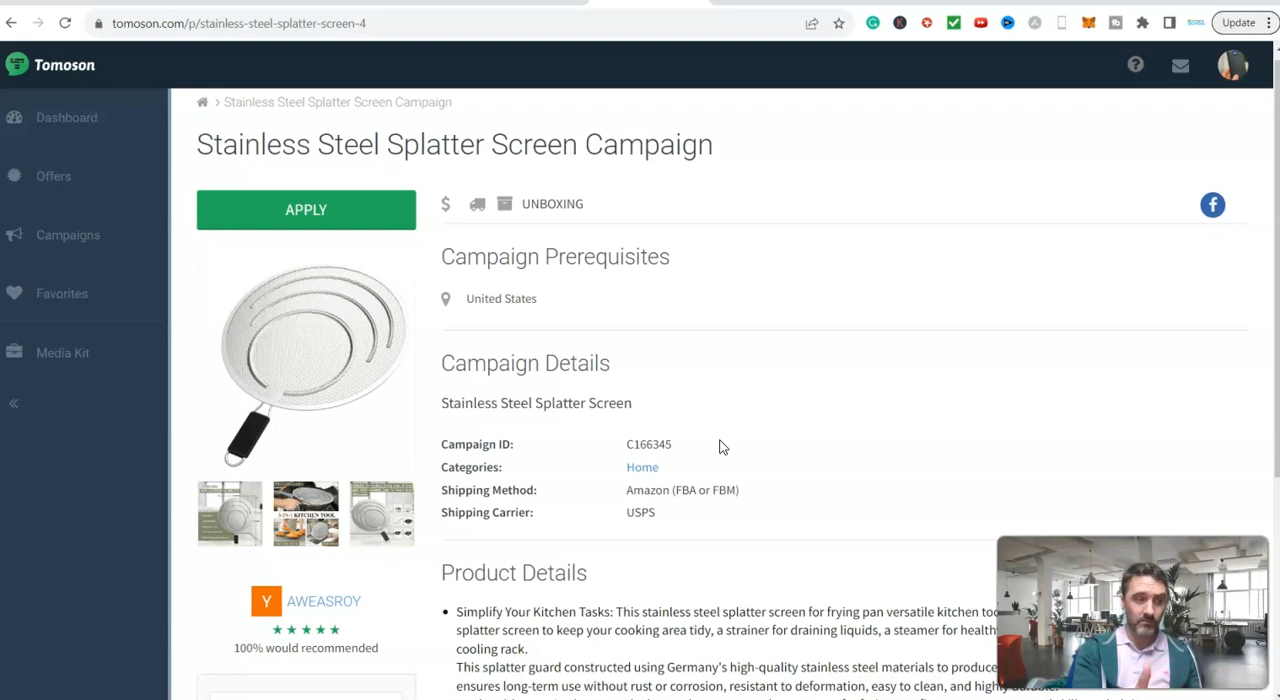 tomoson.com/p/stainless-steel-splatter-screen-4
Update
Tomoson
Dashboard
Offers
Campaigns
Favorites
Media Kit
Stainless Steel Splatter Screen Campaign
Stainless Steel Splatter Screen Campaign
APPLY
$ UNBOXING
Campaign Prerequisites
United States
Campaign Details
Stainless Steel Splatter Screen
Campaign ID: C166345
Categories: Home
Shipping Method: Amazon (FBA or FBM)
Shipping Carrier: USPS
Y AWEASROY
100% would recommended
Product Details
Simplify Your Kitchen Tasks: This stainless steel splatter screen for frying pan versatile kitchen
splatter screen to keep your cooking area tidy, a strainer for draining liquids, a steamer for
cooling rack.
This splatter guard constructed using Germany's high-quality stainless steel materials to
ensures long-term use without rust or corrosion, resistant to deformation, easy to clean, and